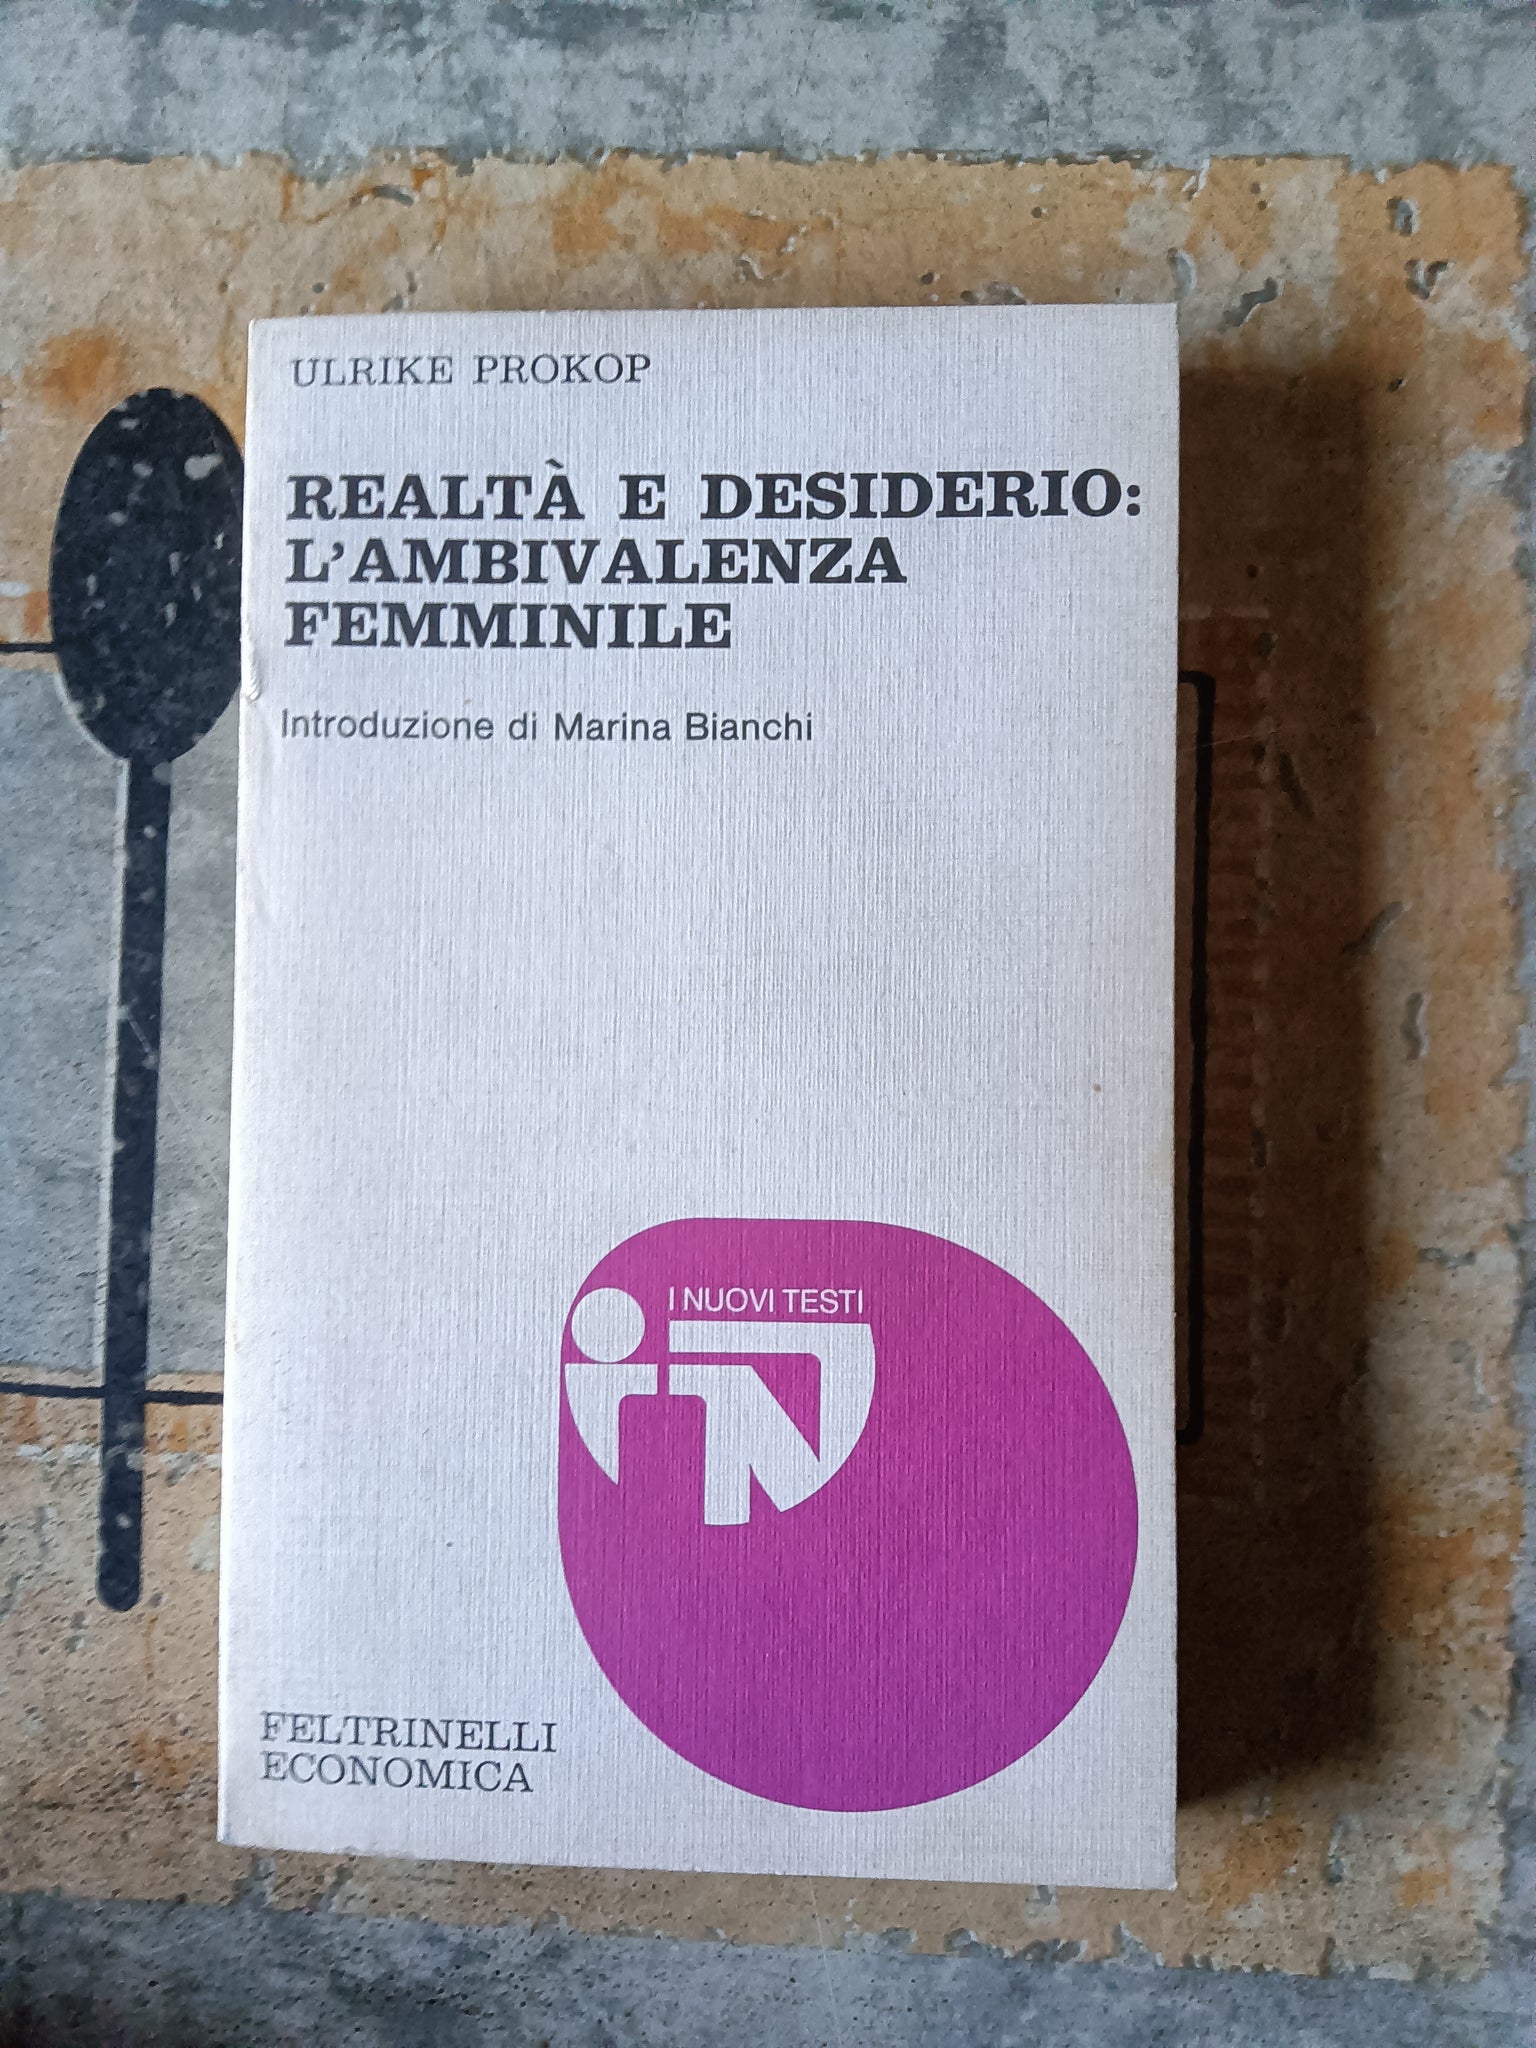 ULRIKE PROKOP
REALTÀ E DESIDERIO:
L'AMBIVALENZA
FEMMINILE
Introduzione di Marina Bianchi
I NUOVI TESTI
FELTRINELLI
ECONOMICA